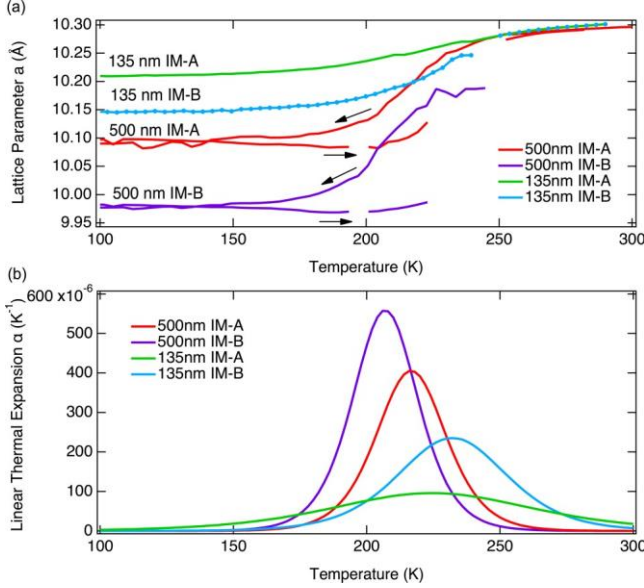 (a)
Lattice Parameter a (Å)
10.30
10.25
10.20
10.15
10.10
10.05
10.00
9.95
135 nm IM-A
135 nm IM-B
500 nm IM-A
500 nm IM-B
500nm IM-A
500nm IM-B
135nm IM-A
135nm IM-B
100
150
200
250
300
Temperature (K)
(b)
Linear Thermal Expansion α (K⁻¹)
600 x10⁻⁶
500
400
300
200
100
0
500nm IM-A
500nm IM-B
135nm IM-A
135nm IM-B
100
150
200
250
300
Temperature (K)